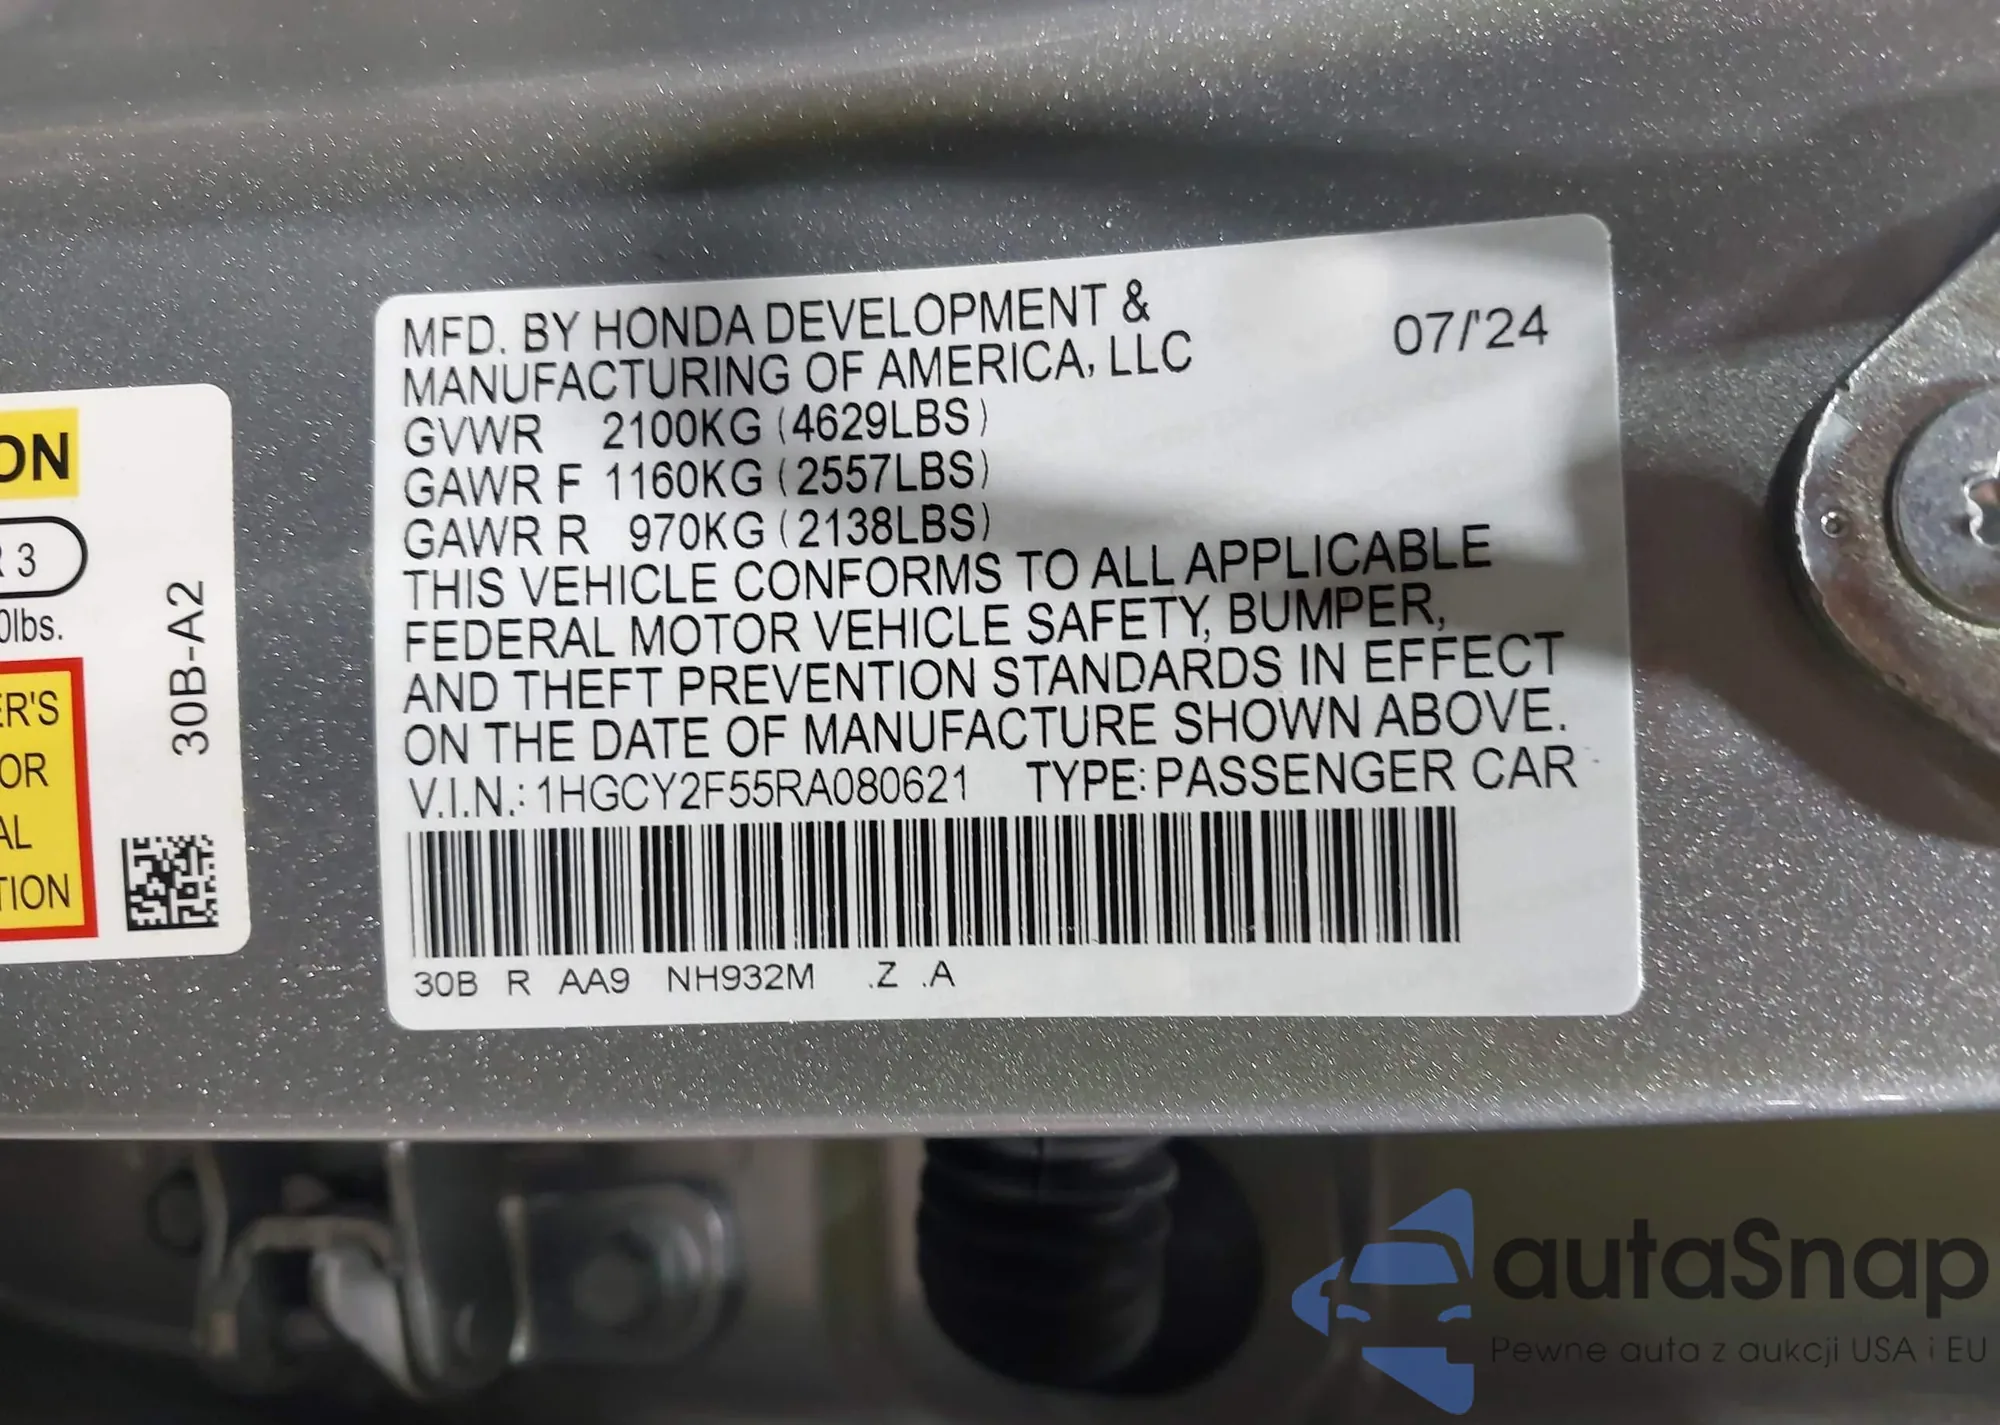 MFD. BY HONDA DEVELOPMENT &
MANUFACTURING OF AMERICA, LLC
07/'24
GVWR 2100KG (4629LBS)
GAWR F 1160KG (2557LBS)
GAWR R 970KG (2138LBS)
THIS VEHICLE CONFORMS TO ALL APPLICABLE
FEDERAL MOTOR VEHICLE SAFETY, BUMPER,
AND THEFT PREVENTION STANDARDS IN EFFECT
ON THE DATE OF MANUFACTURE SHOWN ABOVE.
V.I.N.: 1HGCY2F55RA080621 TYPE: PASSENGER CAR
30B R AA9 NH932M .Z .A
ON
R 3
0lbs.
ER'S
OR
AL
TION
30B-A2
autaSnap
Pewne auta z aukcji USA i EU